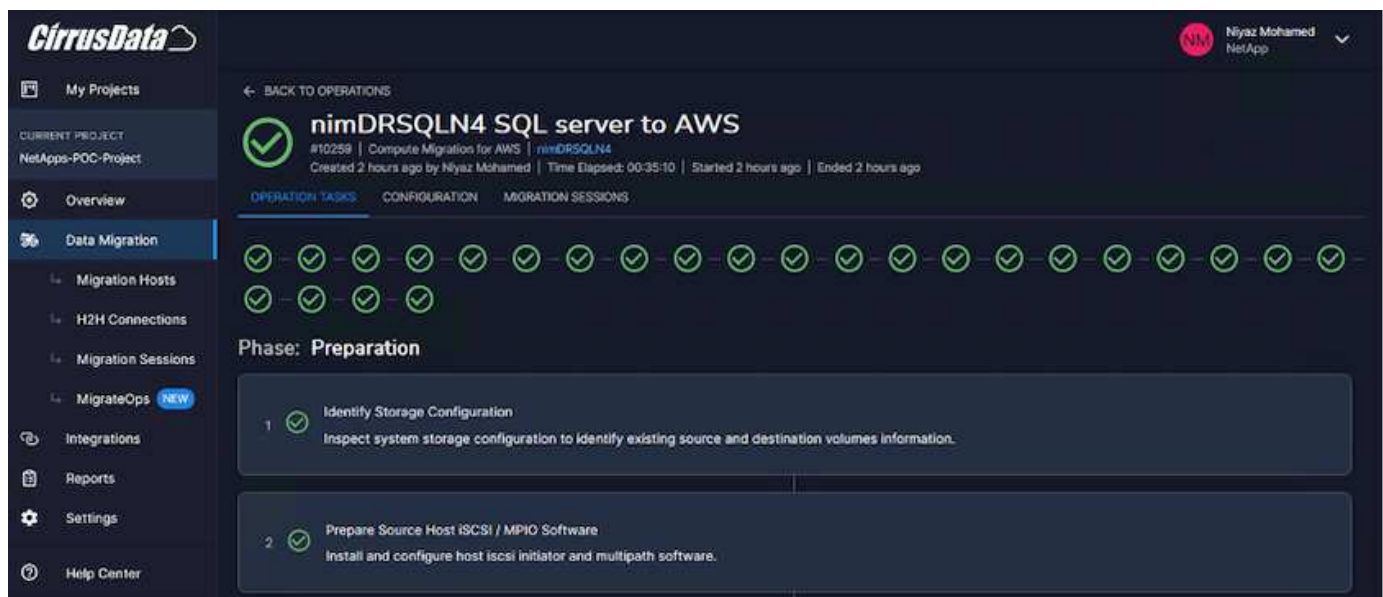 CirrusData
NM
Niyaz Mohamed
NetApp
My Projects
CURRENT PROJECT
NetApps-POC-Project
Overview
Data Migration
Migration Hosts
H2H Connections
Migration Sessions
MigrateOps NEW
Integrations
Reports
Settings
Help Center
← BACK TO OPERATIONS
nimDRSQLN4 SQL server to AWS
#10259 | Compute Migration for AWS | nimDRSQLN4
Created 2 hours ago by Niyaz Mohamed | Time Elapsed: 00:35:10 | Started 2 hours ago | Ended 2 hours ago
OPERATION TASKS CONFIGURATION MIGRATION SESSIONS
Phase: Preparation
1 Identify Storage Configuration
Inspect system storage configuration to identify existing source and destination volumes information.
2 Prepare Source Host iSCSI / MPIO Software
Install and configure host iscsi initiator and multipath software.